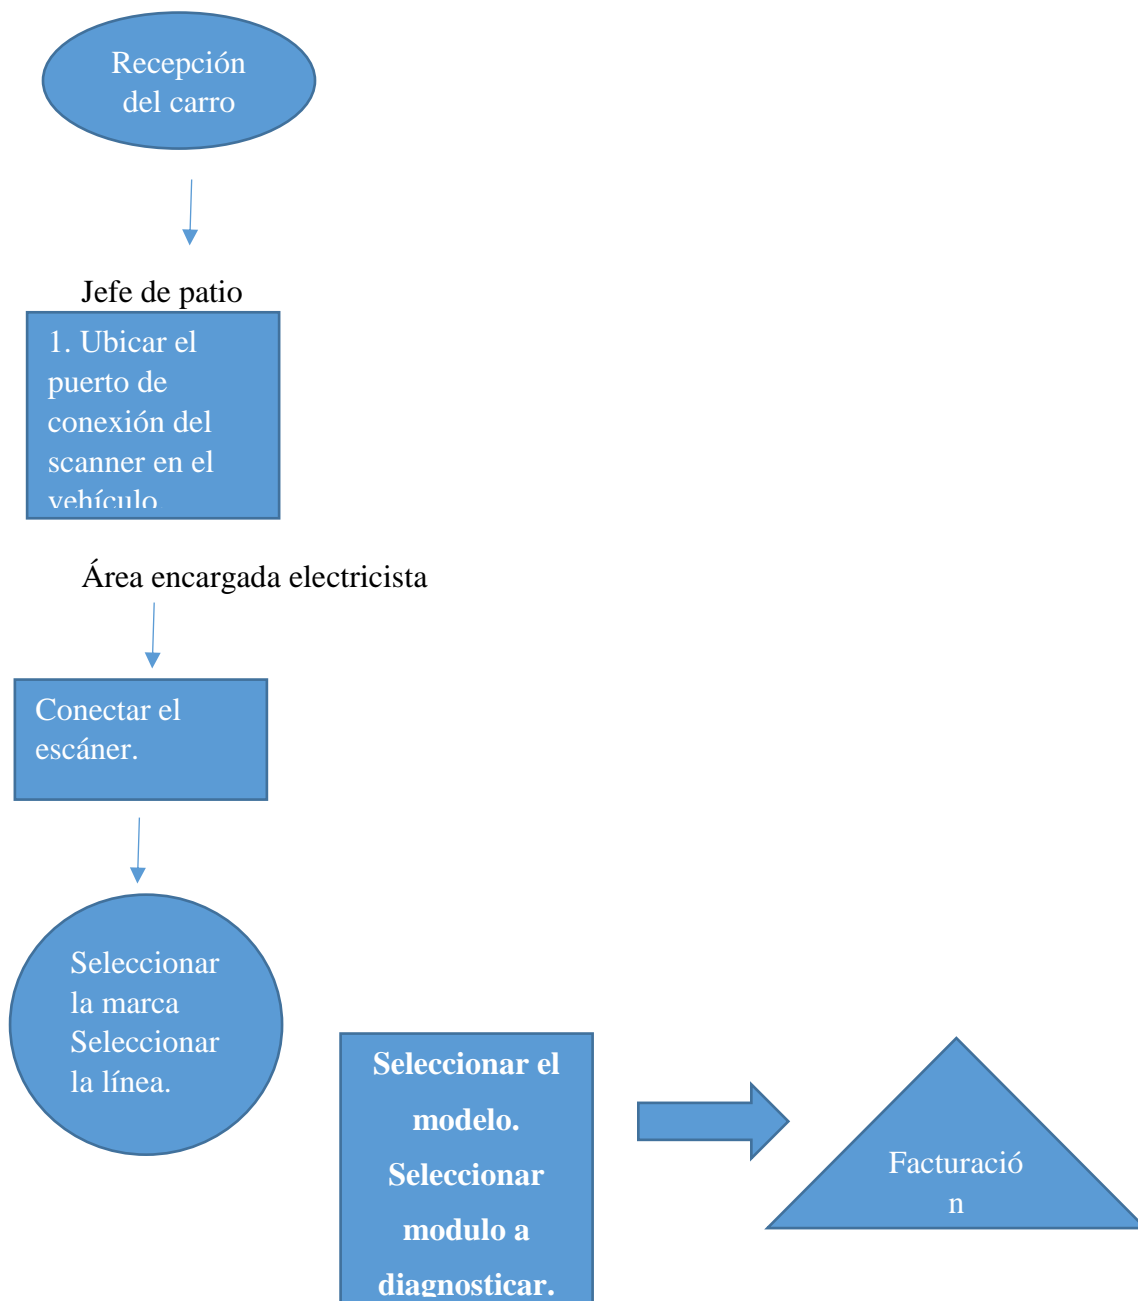 Recepción
del carro
Jefe de patio
1. Ubicar el
puerto de
conexión del
scanner en el
vehículo.
Área encargada electricista
Conectar el
escáner.
Seleccionar
la marca
Seleccionar
la línea.
Seleccionar el
modelo.
Seleccionar
modulo a
diagnosticar.
Facturació
n